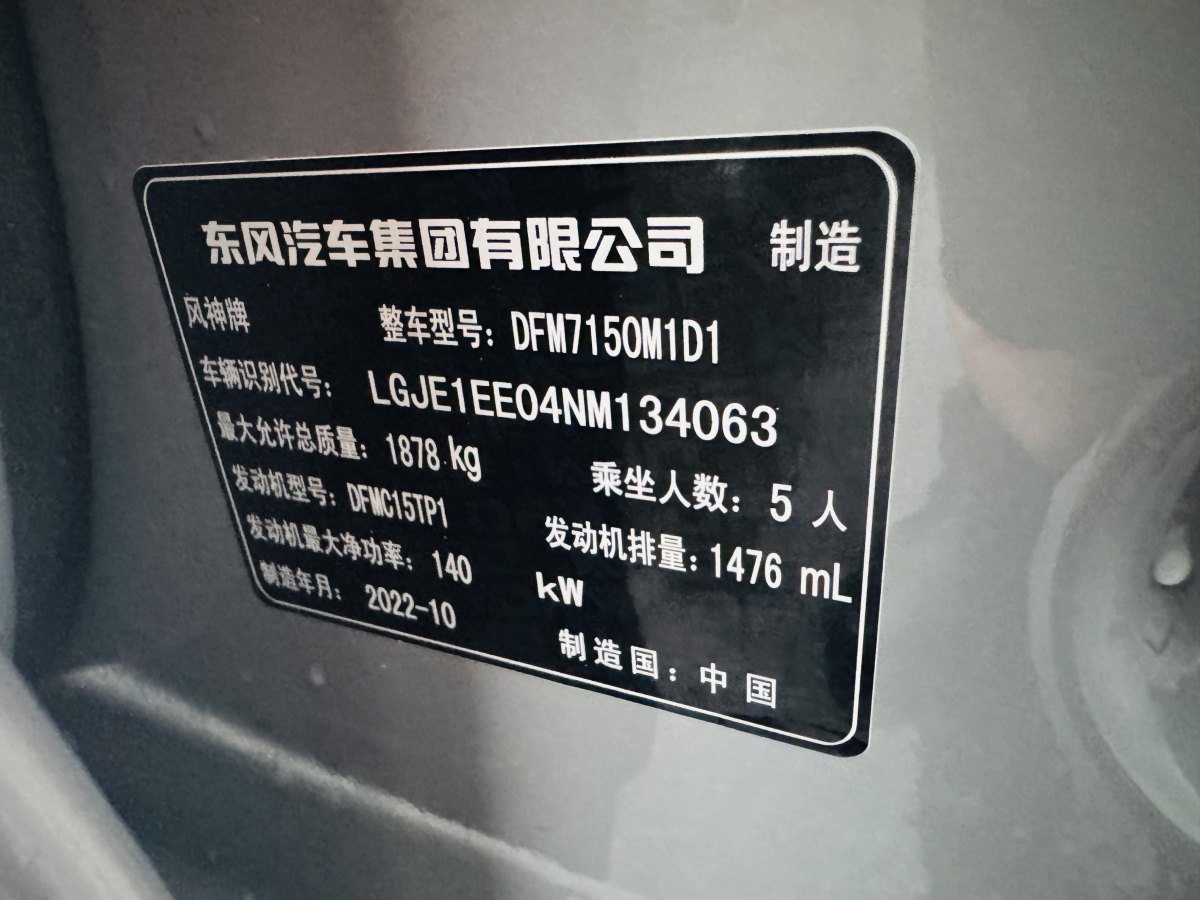 东风汽车集团有限公司 制造
风神牌 整车型号：DFM7150M1D1
车辆识别代号：LGJE1EE04NM134063
最大允许总质量：1878 kg 乘坐人数：5 人
发动机型号：DFMC15TP1 发动机排量：1476 mL
发动机最大净功率：140 kW
制造年月：2022-10 制造国：中国